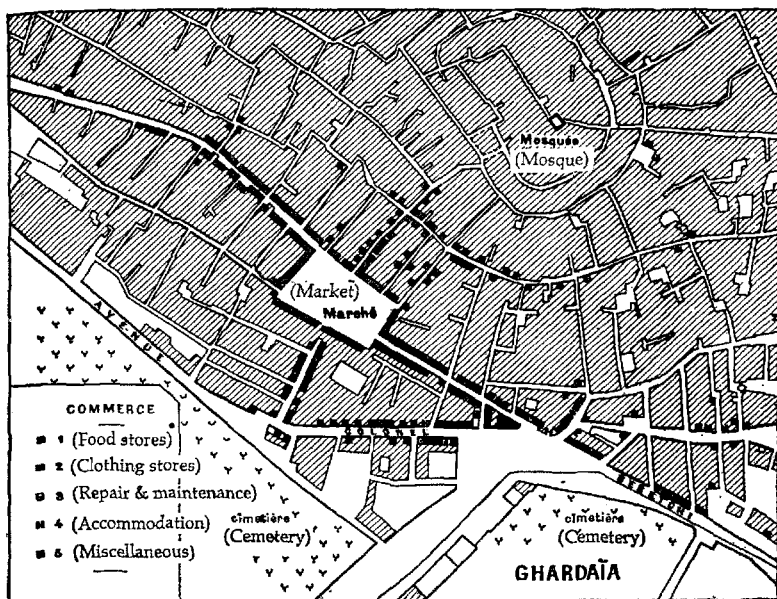 Mosquée
(Mosque)
(Market)
Marché
AVENUE
COLONEL
COMMERCE
1 (Food stores)
2 (Clothing stores)
3 (Repair & maintenance)
4 (Accommodation)
5 (Miscellaneous)
cimetière
(Cemetery)
cimetière
(Cemetery)
GHARDAÏA